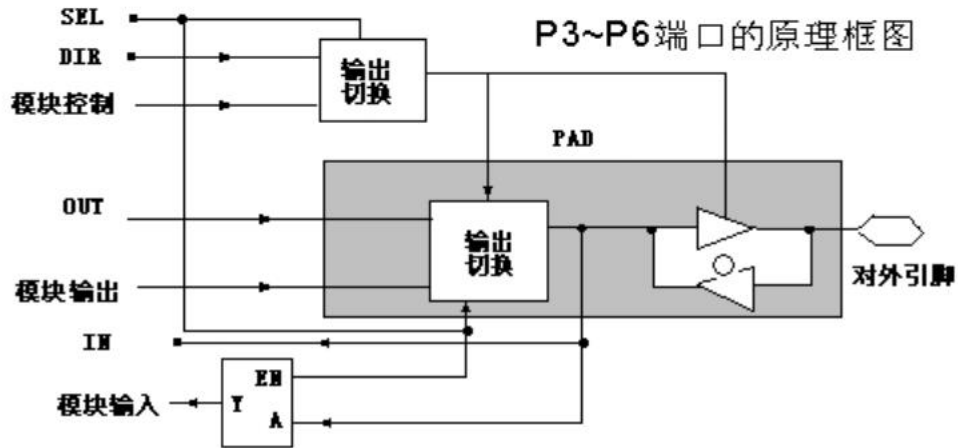 SEL
P3~P6端口的原理框图
DIR
输出
切换
模块控制
PAD
OUT
输出
切换
模块输出
对外引脚
IN
EN
模块输入
Y
A